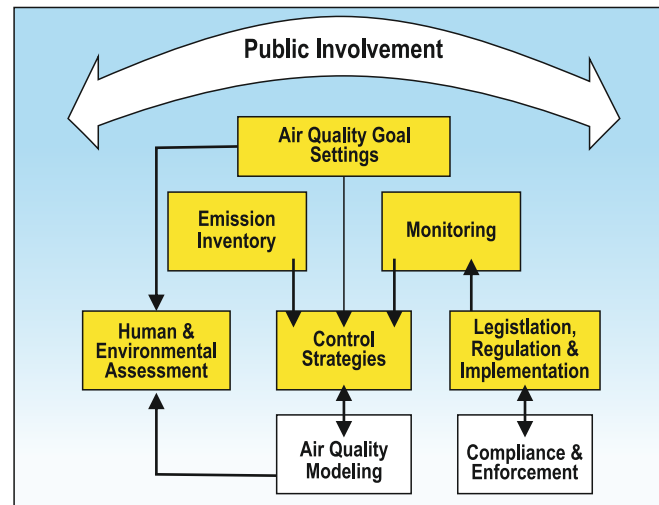 Public Involvement
Air Quality Goal
Settings
Emission
Inventory
Monitoring
Human &
Environmental
Assessment
Control
Strategies
Legistlation,
Regulation &
Implementation
Air Quality
Modeling
Compliance &
Enforcement